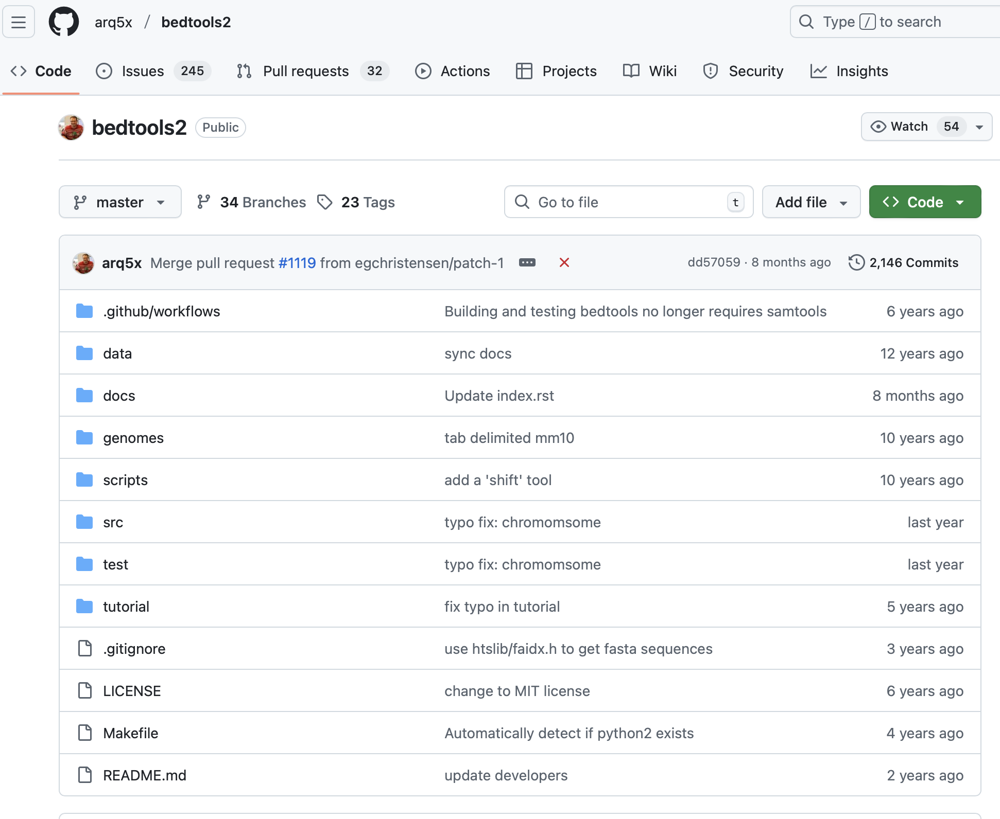 arq5x / bedtools2 Type / to search
Code Issues 245 Pull requests 32 Actions Projects Wiki Security Insights
bedtools2 Public Watch 54
master 34 Branches 23 Tags Go to file t Add file Code
arq5x Merge pull request #1119 from egchristensen/patch-1 dd57059 · 8 months ago 2,146 Commits
.github/workflows Building and testing bedtools no longer requires samtools 6 years ago
data sync docs 12 years ago
docs Update index.rst 8 months ago
genomes tab delimited mm10 10 years ago
scripts add a 'shift' tool 10 years ago
src typo fix: chromomsome last year
test typo fix: chromomsome last year
tutorial fix typo in tutorial 5 years ago
.gitignore use htslib/faidx.h to get fasta sequences 3 years ago
LICENSE change to MIT license 6 years ago
Makefile Automatically detect if python2 exists 4 years ago
README.md update developers 2 years ago